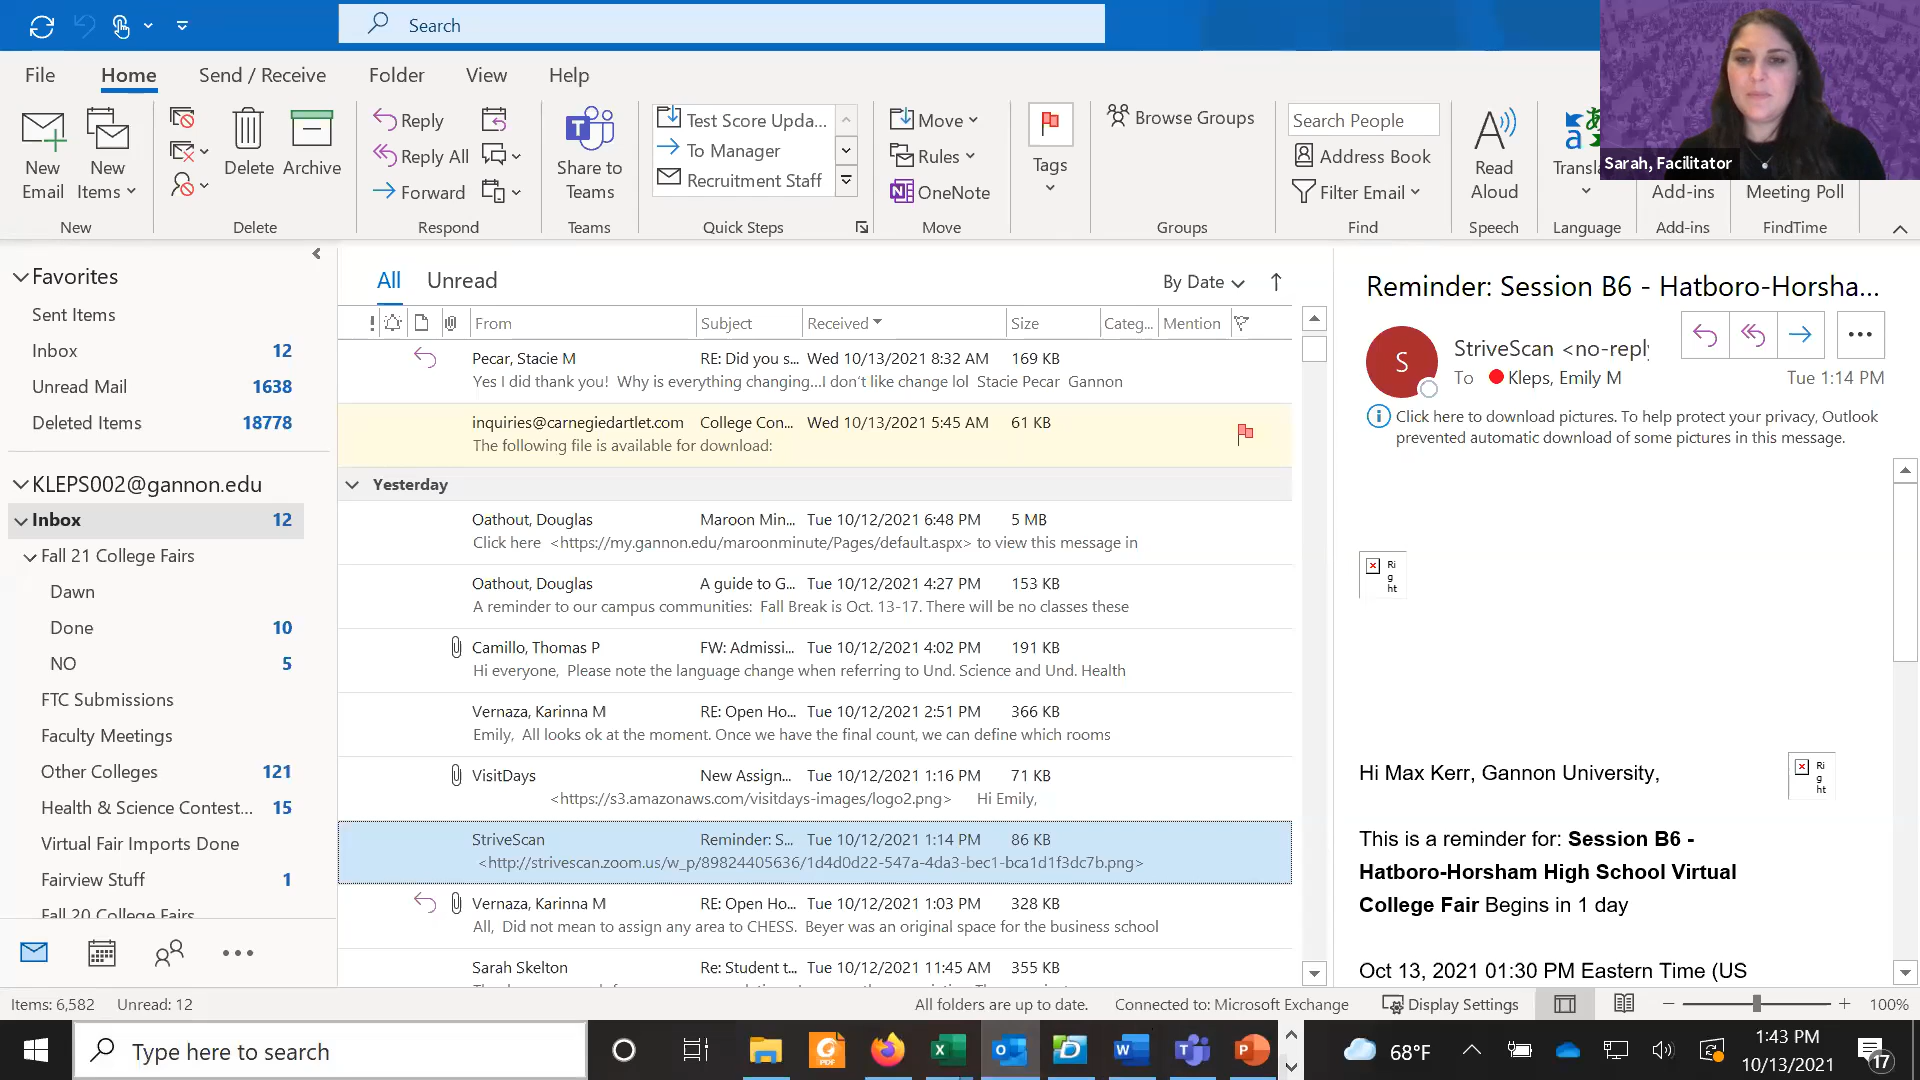 Search
File Home Send / Receive Folder View Help
New Email
New Items
Delete
Archive
Reply
Reply All
Forward
Share to Teams
Test Score Upda...
To Manager
Recruitment Staff
Move
Rules
OneNote
Tags
Browse Groups
Search People
Address Book
Filter Email
Read Aloud
Add-ins
Meeting Poll
New Delete Respond Teams Quick Steps Move Groups Find Speech Language Add-ins FindTime
Sarah, Facilitator
Favorites
Sent Items
Inbox 12
Unread Mail 1638
Deleted Items 18778
KLEPS002@gannon.edu
Inbox 12
Fall 21 College Fairs
Dawn
Done 10
NO 5
FTC Submissions
Faculty Meetings
Other Colleges 121
Health & Science Contest... 15
Virtual Fair Imports Done
Fairview Stuff 1
Fall 20 College Fairs
All Unread By Date
! From Subject Received Size Categ... Mention
Pecar, Stacie M RE: Did you s... Wed 10/13/2021 8:32 AM 169 KB
Yes I did thank you! Why is everything changing...I don't like change lol Stacie Pecar Gannon
inquiries@carnegiedartlet.com College Con... Wed 10/13/2021 5:45 AM 61 KB
The following file is available for download:
Yesterday
Oathout, Douglas Maroon Min... Tue 10/12/2021 6:48 PM 5 MB
Click here <https://my.gannon.edu/maroonminute/Pages/default.aspx> to view this message in
Oathout, Douglas A guide to G... Tue 10/12/2021 4:27 PM 153 KB
A reminder to our campus communities: Fall Break is Oct. 13-17. There will be no classes these
Camillo, Thomas P FW: Admissi... Tue 10/12/2021 4:02 PM 191 KB
Hi everyone, Please note the language change when referring to Und. Science and Und. Health
Vernaza, Karinna M RE: Open Ho... Tue 10/12/2021 2:51 PM 366 KB
Emily, All looks ok at the moment. Once we have the final count, we can define which rooms
VisitDays New Assign... Tue 10/12/2021 1:16 PM 71 KB
<https://s3.amazonaws.com/visitdays-images/logo2.png> Hi Emily,
StriveScan Reminder: S... Tue 10/12/2021 1:14 PM 86 KB
<http://strivescan.zoom.us/w_p/89824405636/1d4d0d22-547a-4da3-bec1-bca1d1f3dc7b.png>
Vernaza, Karinna M RE: Open Ho... Tue 10/12/2021 1:03 PM 328 KB
All, Did not mean to assign any area to CHESS. Beyer was an original space for the business school
Sarah Skelton Re: Student t... Tue 10/12/2021 11:45 AM 355 KB
Reminder: Session B6 - Hatboro-Horsha...
S
StriveScan <no-reply
To Kleps, Emily M Tue 1:14 PM
Click here to download pictures. To help protect your privacy, Outlook
prevented automatic download of some pictures in this message.
Ri
g
ht
Hi Max Kerr, Gannon University,
Ri
g
ht
This is a reminder for: Session B6 -
Hatboro-Horsham High School Virtual
College Fair Begins in 1 day
Oct 13, 2021 01:30 PM Eastern Time (US
Items: 6,582 Unread: 12 All folders are up to date. Connected to: Microsoft Exchange Display Settings 100%
Type here to search
68°F
1:43 PM
10/13/2021
17